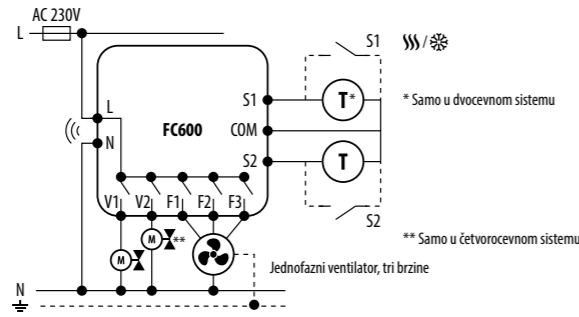 AC 230V
L
S1
L
S1
T*
* Samo u dvocevnom sistemu
N
FC600
COM
S2
T
V1 V2 F1 F2 F3
S2
M
**
** Samo u četvorocevnom sistemu
M
Jednofazni ventilator, tri brzine
N